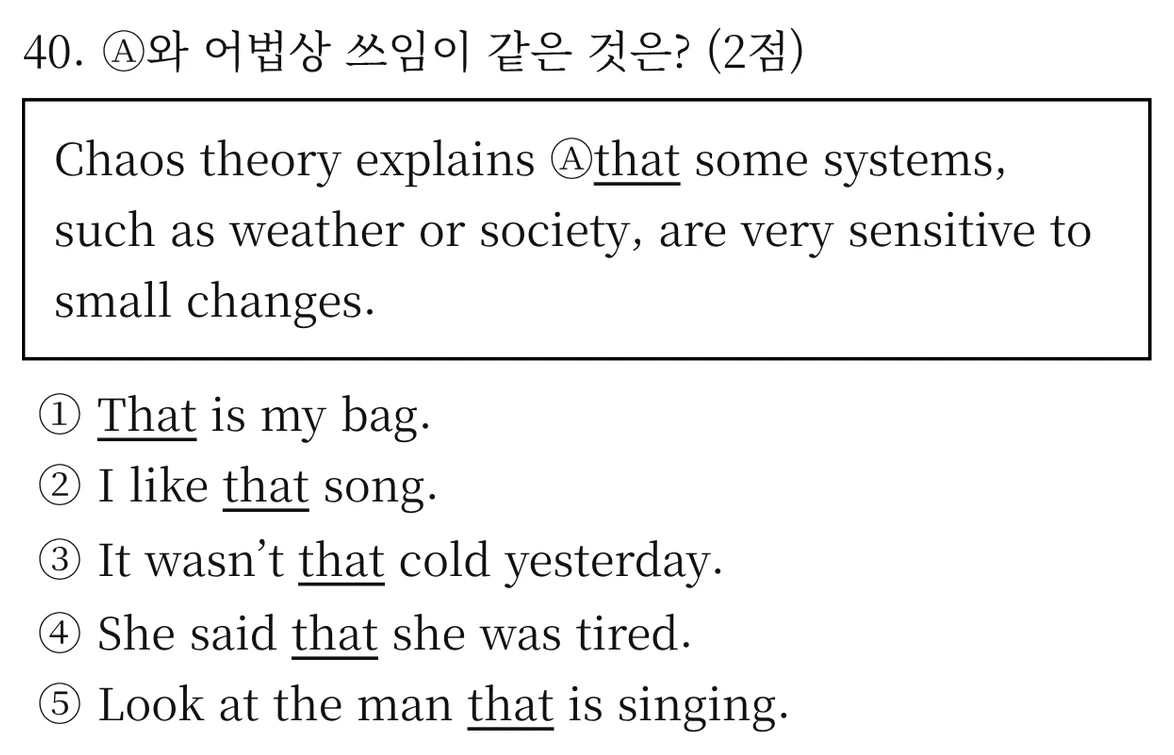 40. Ⓐ와 어법상 쓰임이 같은 것은? (2점)
Chaos theory explains Ⓐthat some systems,
such as weather or society, are very sensitive to
small changes.
① That is my bag.
② I like that song.
③ It wasn’t that cold yesterday.
④ She said that she was tired.
⑤ Look at the man that is singing.